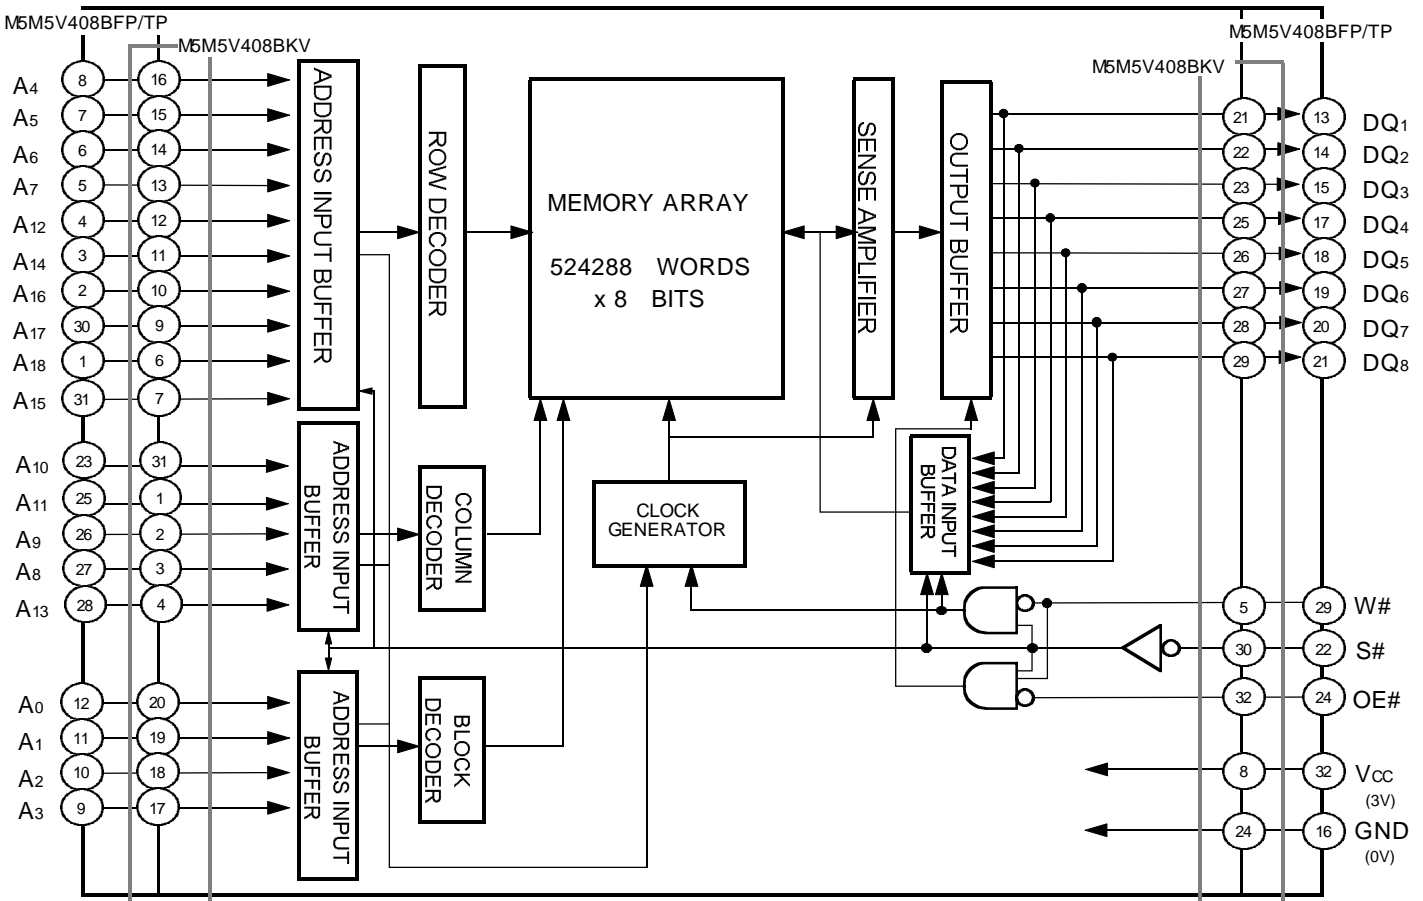 M5M5V408BFP/TP
M5M5V408BKV
M5M5V408BFP/TP
M5M5V408BKV
A4 8 16
A5 7 15
A6 6 14
A7 5 13
A12 4 12
A14 3 11
A16 2 10
A17 30 9
A18 1 6
A15 31 7
A10 23 31
A11 25 1
A9 26 2
A8 27 3
A13 28 4
A0 12 20
A1 11 19
A2 10 18
A3 9 17
ADDRESS INPUT BUFFER
ROW DECODER
MEMORY ARRAY
524288 WORDS
x 8 BITS
SENSE AMPLIFIER
OUTPUT BUFFER
ADDRESS INPUT
BUFFER
COLUMN
DECODER
CLOCK
GENERATOR
DATA INPUT
BUFFER
ADDRESS INPUT
BUFFER
BLOCK
DECODER
21 13 DQ1
22 14 DQ2
23 15 DQ3
25 17 DQ4
26 18 DQ5
27 19 DQ6
28 20 DQ7
29 21 DQ8
5 29 W#
30 22 S#
32 24 OE#
8 32 VCC
(3V)
24 16 GND
(0V)